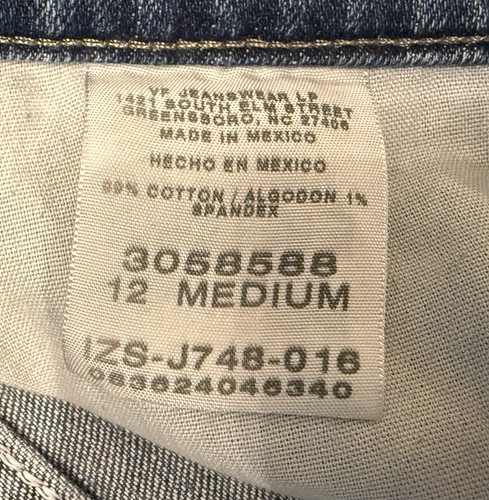 VF JEANSWEAR LP
1421 SOUTH ELM STREET
GREENSBORO, NC 27406
MADE IN MEXICO
HECHO EN MEXICO
99% COTTON / ALGODON 1%
SPANDEX
3058588
12 MEDIUM
IZS-J748-016
083624046340